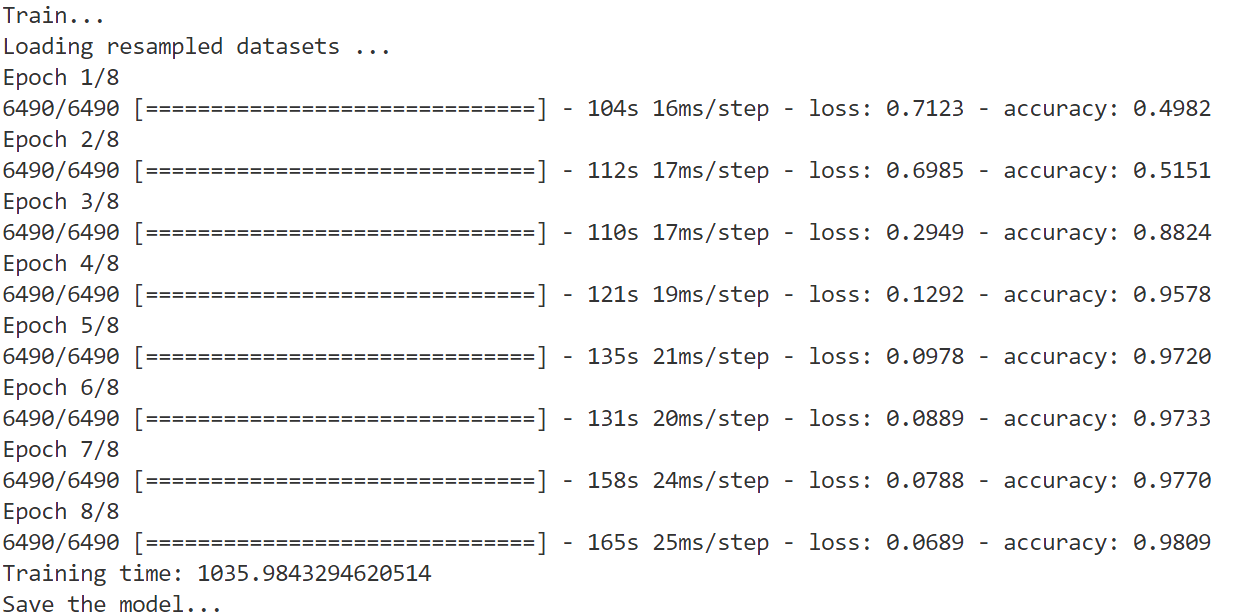 Train...
Loading resampled datasets ...
Epoch 1/8
6490/6490 [==============================] - 104s 16ms/step - loss: 0.7123 - accuracy: 0.4982
Epoch 2/8
6490/6490 [==============================] - 112s 17ms/step - loss: 0.6985 - accuracy: 0.5151
Epoch 3/8
6490/6490 [==============================] - 110s 17ms/step - loss: 0.2949 - accuracy: 0.8824
Epoch 4/8
6490/6490 [==============================] - 121s 19ms/step - loss: 0.1292 - accuracy: 0.9578
Epoch 5/8
6490/6490 [==============================] - 135s 21ms/step - loss: 0.0978 - accuracy: 0.9720
Epoch 6/8
6490/6490 [==============================] - 131s 20ms/step - loss: 0.0889 - accuracy: 0.9733
Epoch 7/8
6490/6490 [==============================] - 158s 24ms/step - loss: 0.0788 - accuracy: 0.9770
Epoch 8/8
6490/6490 [==============================] - 165s 25ms/step - loss: 0.0689 - accuracy: 0.9809
Training time: 1035.9843294620514
Save the model...